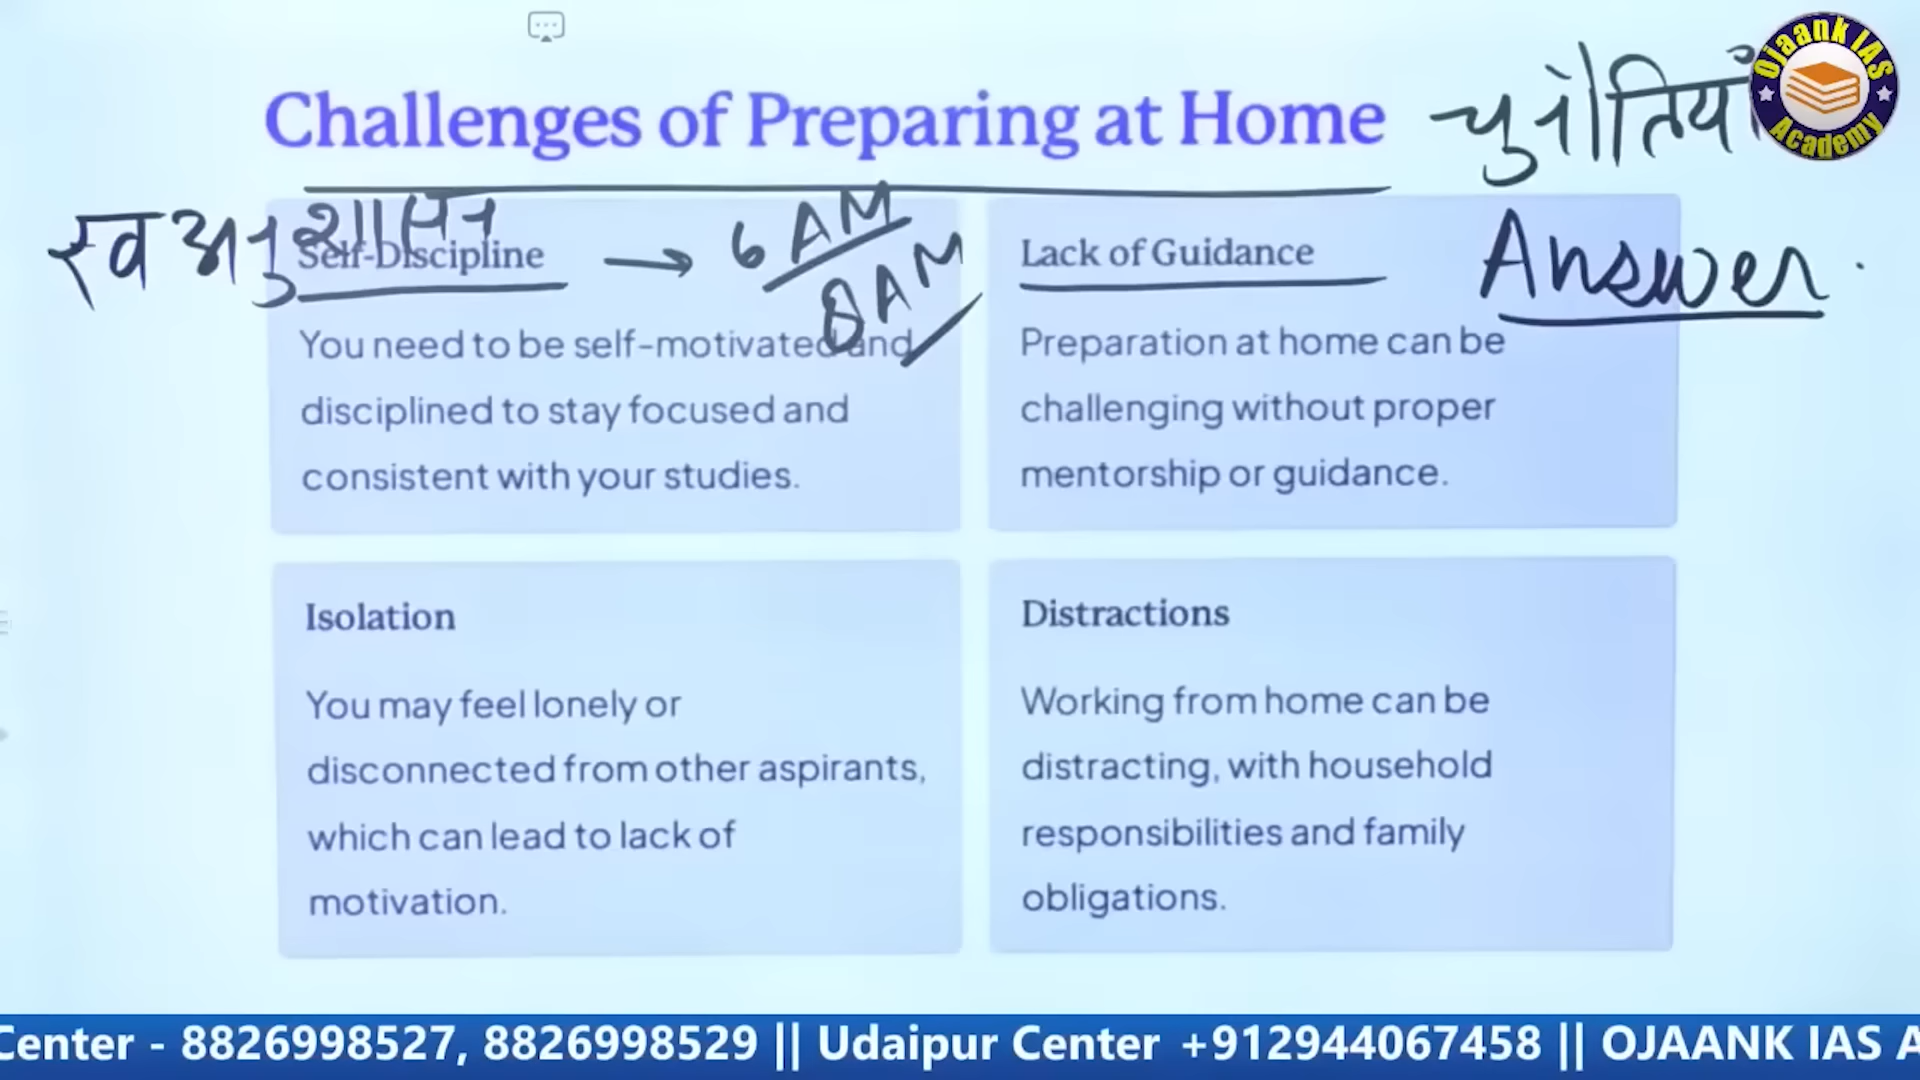 Challenges of Preparing at Home
चुनौतियाँ
Ojaank IAS Academy
स्व अनुशासन
Self-Discipline
→ 6 AM
8 AM
You need to be self-motivated and
disciplined to stay focused and
consistent with your studies.
Lack of Guidance
Answer
Preparation at home can be
challenging without proper
mentorship or guidance.
Isolation
You may feel lonely or
disconnected from other aspirants,
which can lead to lack of
motivation.
Distractions
Working from home can be
distracting, with household
responsibilities and family
obligations.
Center - 8826998527, 8826998529 || Udaipur Center +912944067458 || OJAANK IAS A